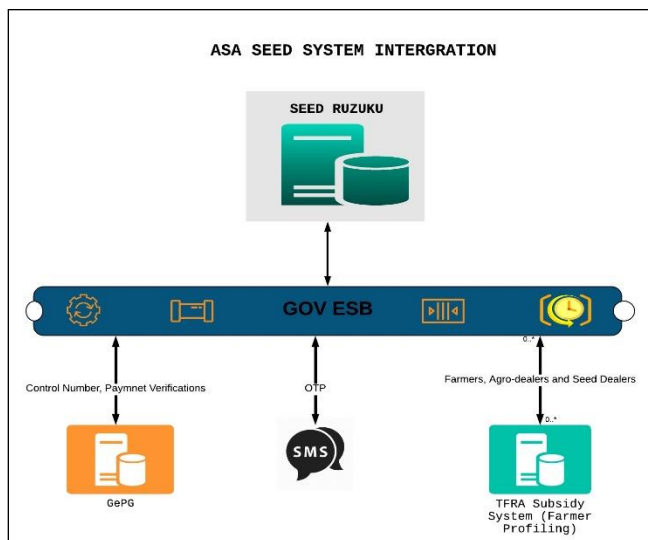 ASA SEED SYSTEM INTERGRATION
SEED RUZUKU
GOV ESB
0..*
Control Number, Paymnet Verifications
OTP
Farmers, Agro-dealers and Seed Dealers
SMS
0..*
GePG
TFRA Subsidy
System (Farmer
Profiling)